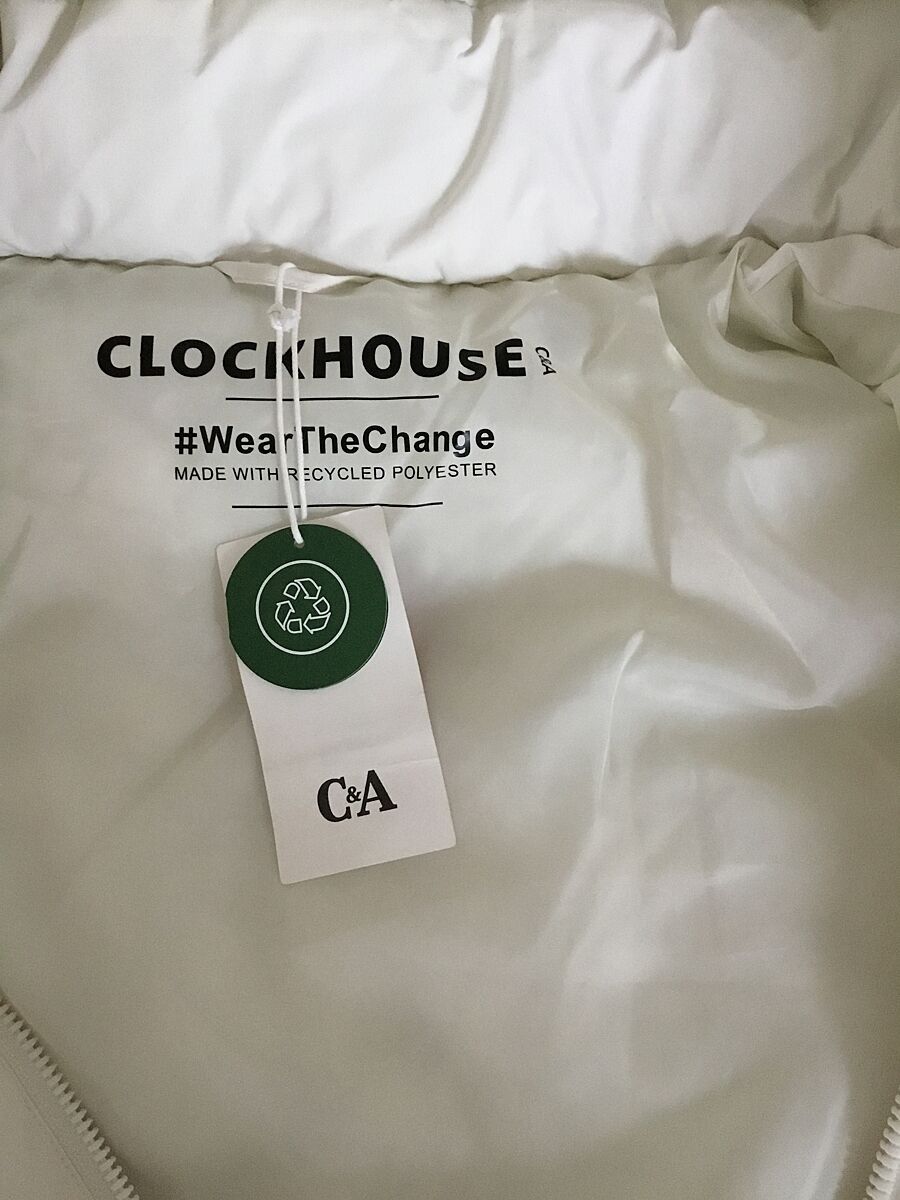 CLOCKHOUSE C&A
#WearTheChange
MADE WITH RECYCLED POLYESTER
C&A